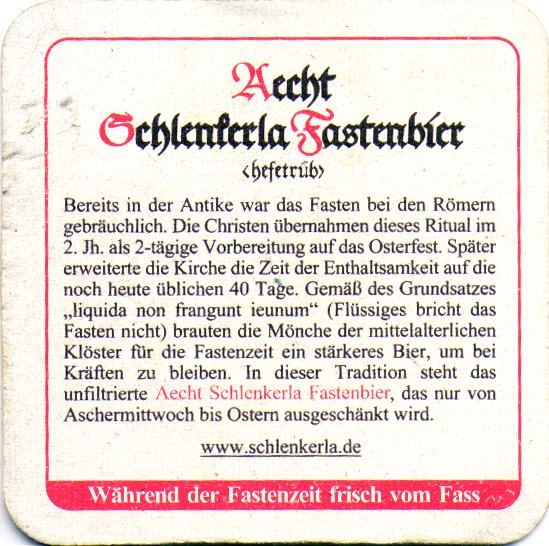 Aecht
Schlenkerla Fastenbier
‹hefetrüb›
Bereits in der Antike war das Fasten bei den Römern
gebräuchlich. Die Christen übernahmen dieses Ritual im
2. Jh. als 2-tägige Vorbereitung auf das Osterfest. Später
erweiterte die Kirche die Zeit der Enthaltsamkeit auf die
noch heute üblichen 40 Tage. Gemäß des Grundsatzes
„liquida non frangunt ieunum“ (Flüssiges bricht das
Fasten nicht) brauten die Mönche der mittelalterlichen
Klöster für die Fastenzeit ein stärkeres Bier, um bei
Kräften zu bleiben. In dieser Tradition steht das
unfiltrierte Aecht Schlenkerla Fastenbier, das nur von
Aschermittwoch bis Ostern ausgeschänkt wird.
www.schlenkerla.de
Während der Fastenzeit frisch vom Fass